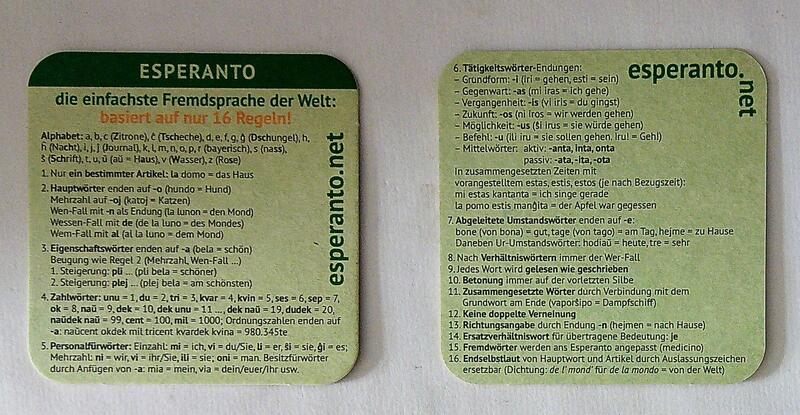 ESPERANTO
die einfachste Fremdsprache der Welt:
basiert auf nur 16 Regeln!
Alphabet: a, b, c (Zitrone), ĉ (Tscheche), d, e, f, g, ĝ (Dschungel), h,
ĥ (Nacht), i, j, ĵ (Journal), k, l, m, n, o, p, r (bayerisch), s (nass),
ŝ (Schrift), t, u, ŭ (aŭ = Haus), v (Wasser), z (Rose)
1. Nur ein bestimmter Artikel: la domo = das Haus
2. Hauptwörter enden auf -o (hundo = Hund)
Mehrzahl auf -oj (katoj = Katzen)
Wen-Fall mit -n als Endung (la lunon = den Mond)
Wessen-Fall mit de (de la luno = des Mondes)
Wem-Fall mit al (al la luno = dem Mond)
3. Eigenschaftswörter enden auf -a (bela = schön)
Beugung wie Regel 2 (Mehrzahl, Wen-Fall ...)
1. Steigerung: pli ... (pli bela = schöner)
2. Steigerung: plej ... (plej bela = am schönsten)
4. Zahlwörter: unu = 1, du = 2, tri = 3, kvar = 4, kvin = 5, ses = 6, sep = 7,
ok = 8, naŭ = 9, dek = 10, dek unu = 11 ..., dek naŭ = 19, dudek = 20,
naŭdek naŭ = 99, cent = 100, mil = 1000; Ordnungszahlen enden auf
-a: naŭcent okdek mil tricent kvardek kvina = 980.345ste
5. Personalfürwörter: Einzahl: mi = ich, vi = du/Sie, li = er, ŝi = sie, ĝi = es;
Mehrzahl: ni = wir, vi = ihr/Sie, ili = sie; oni = man. Besitzfürwörter
durch Anfügen von -a: mia = mein, via = dein/euer/Ihr usw.
esperanto.net
esperanto.net
6. Tätigkeitswörter-Endungen:
– Grundform: -i (iri = gehen, esti = sein)
– Gegenwart: -as (mi iras = ich gehe)
– Vergangenheit: -is (vi iris = du gingst)
– Zukunft: -os (ni iros = wir werden gehen)
– Möglichkeit: -us (ŝi irus = sie würde gehen)
– Befehl: -u (ili iru = sie sollen gehen. Iru! = Geh!)
– Mittelwörter: aktiv: -anta, inta, onta
passiv: -ata, -ita, -ota
In zusammengesetzten Zeiten mit
vorangestelltem estas, estis, estos (je nach Bezugszeit):
mi estas kantanta = ich singe gerade
la pomo estis manĝita = der Apfel war gegessen
7. Abgeleitete Umstandswörter enden auf -e:
bone (von bona) = gut, tage (von tago) = am Tag, hejme = zu Hause
Daneben Ur-Umstandswörter: hodiaŭ = heute, tre = sehr
8. Nach Verhältniswörtern immer der Wer-Fall
9. Jedes Wort wird gelesen wie geschrieben
10. Betonung immer auf der vorletzten Silbe
11. Zusammengesetzte Wörter durch Verbindung mit dem
Grundwort am Ende (vaporŝipo = Dampfschiff)
12. Keine doppelte Verneinung
13. Richtungsangabe durch Endung -n (hejmen = nach Hause)
14. Ersatzverhältniswort für übertragene Bedeutung: je
15. Fremdwörter werden ans Esperanto angepasst (medicino)
16. Endselbstlaut von Hauptwort und Artikel durch Auslassungszeichen
ersetzbar (Dichtung: de l' mond' für de la mondo = von der Welt)